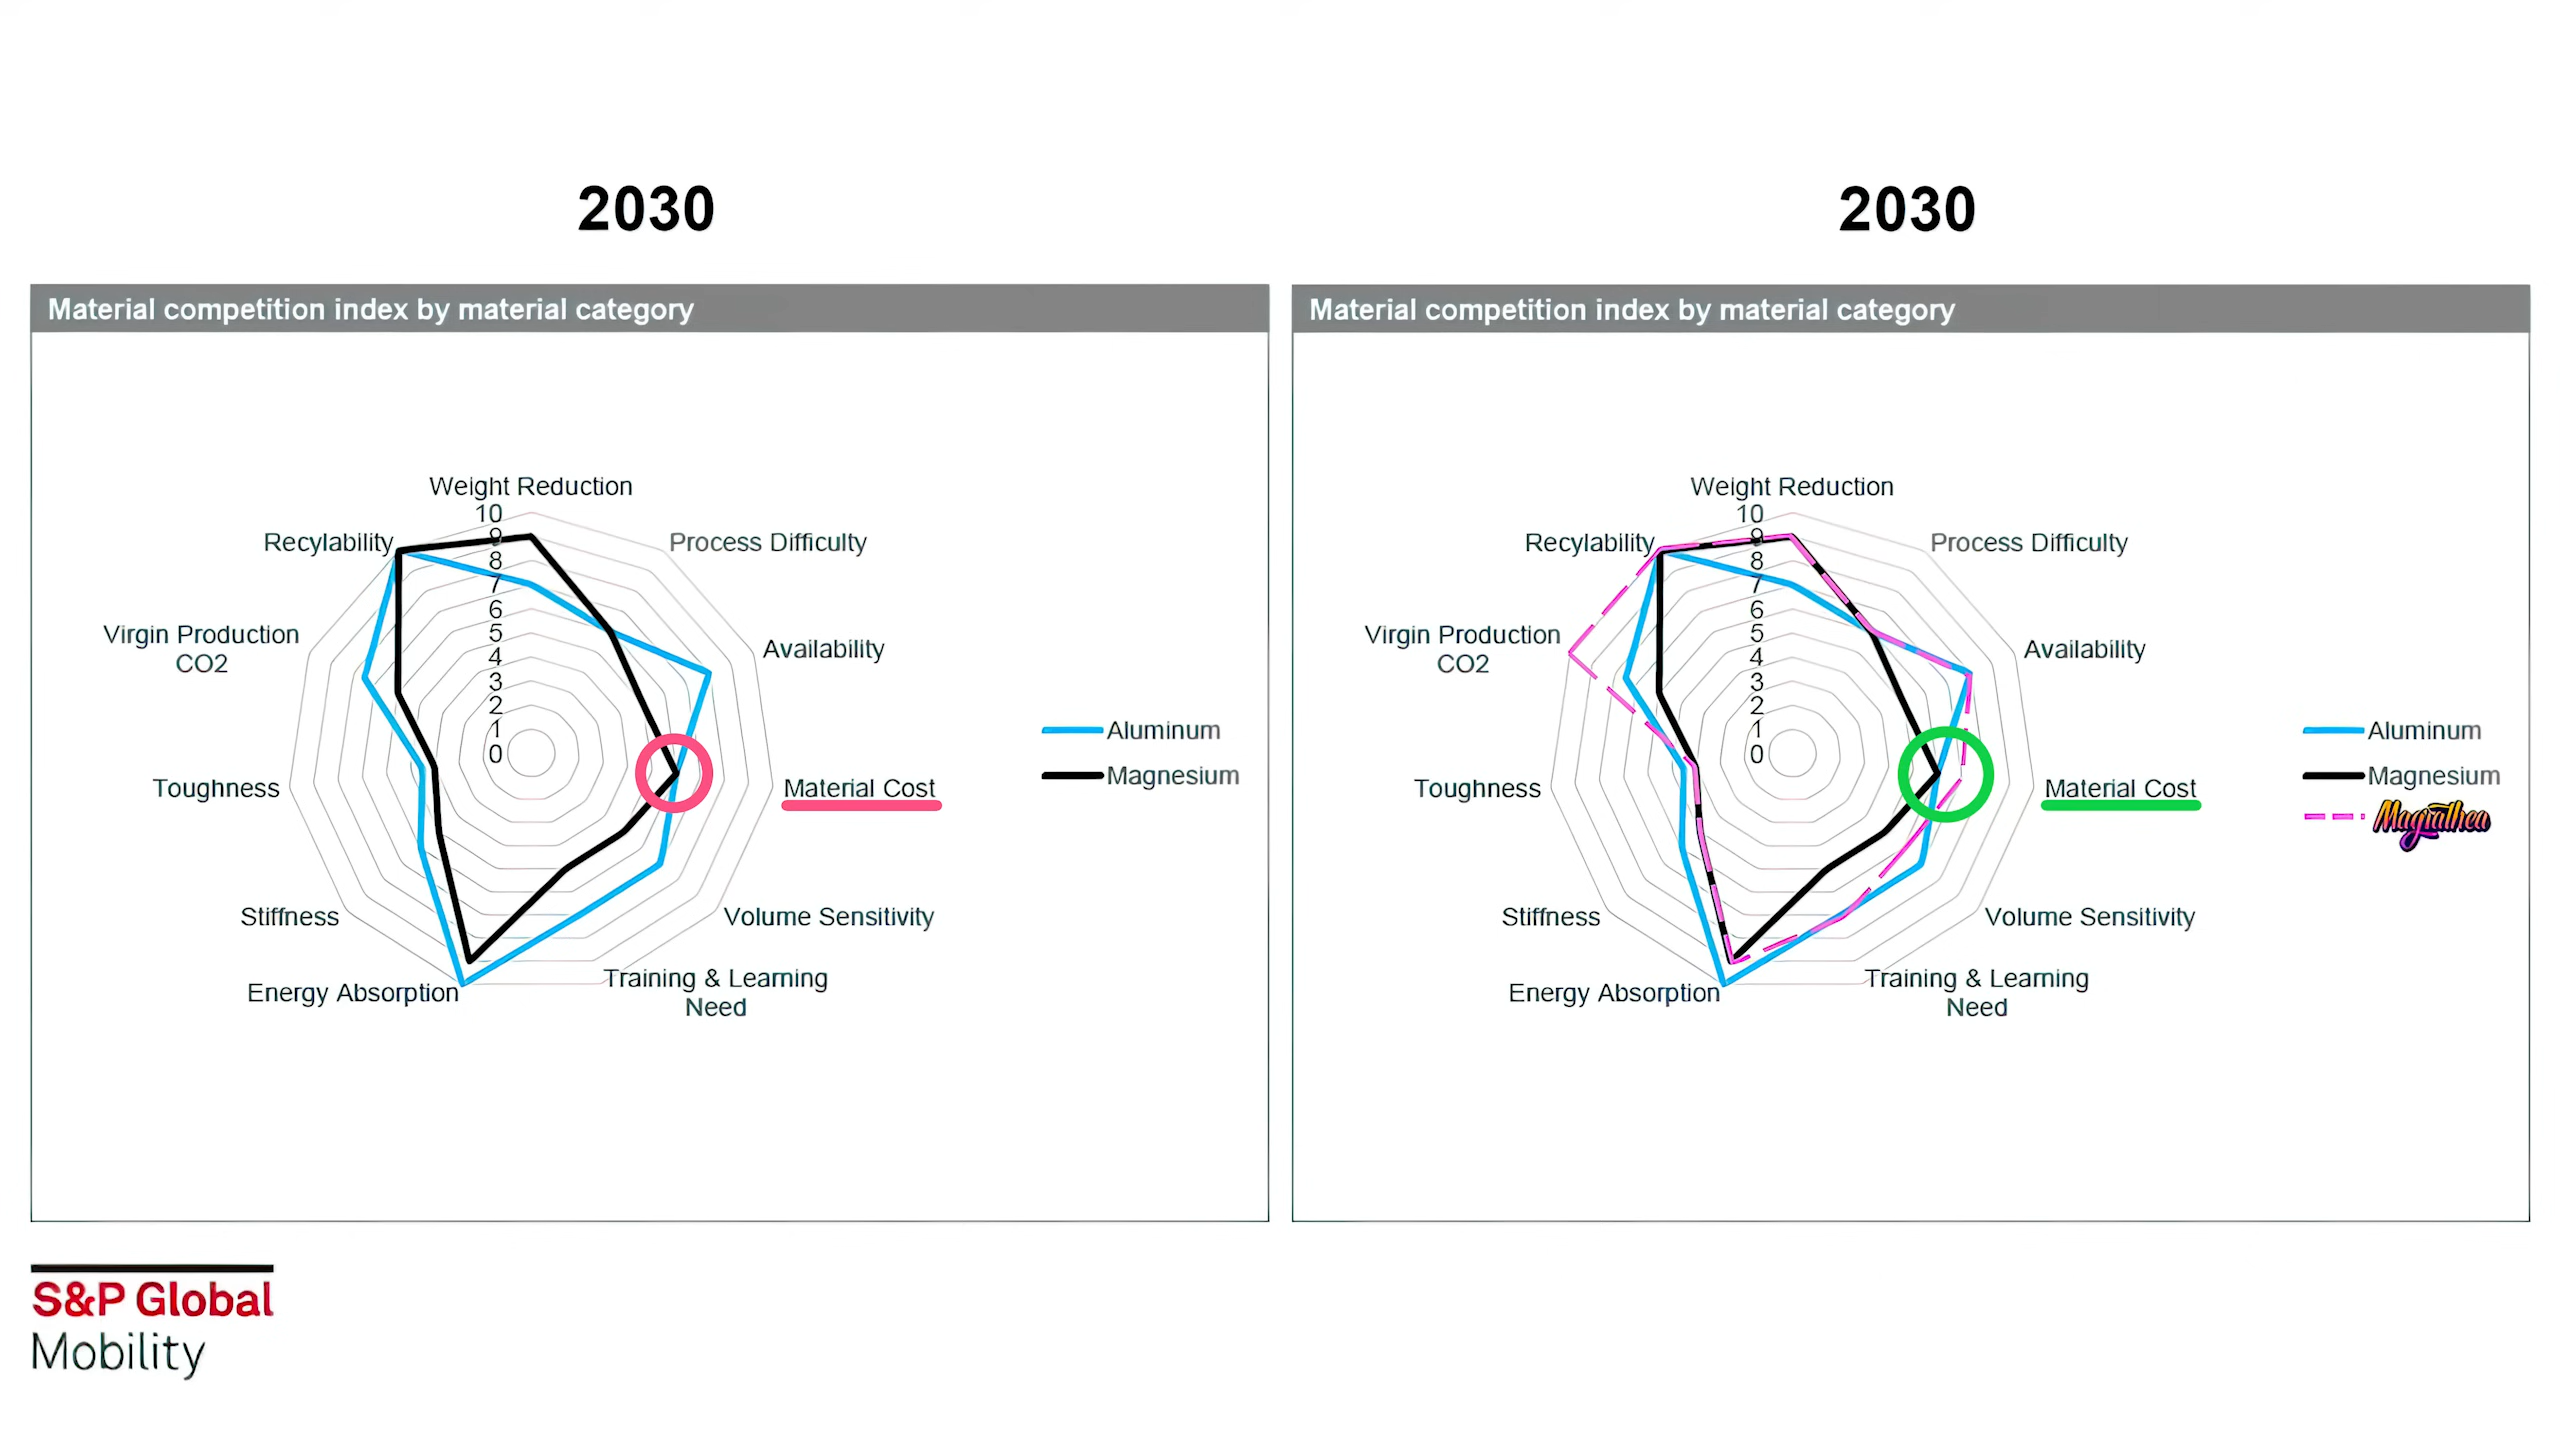 2030
2030
Material competition index by material category
Weight Reduction
10
9
8
7
6
5
4
3
2
1
0
Process Difficulty
Availability
Material Cost
Volume Sensitivity
Training & Learning
Need
Energy Absorption
Stiffness
Toughness
Virgin Production
CO2
Recylability
Aluminum
Magnesium
Material competition index by material category
Weight Reduction
10
9
8
7
6
5
4
3
2
1
0
Process Difficulty
Availability
Material Cost
Volume Sensitivity
Training & Learning
Need
Energy Absorption
Stiffness
Toughness
Virgin Production
CO2
Recylability
Aluminum
Magnesium
Magrathea
S&P Global
Mobility